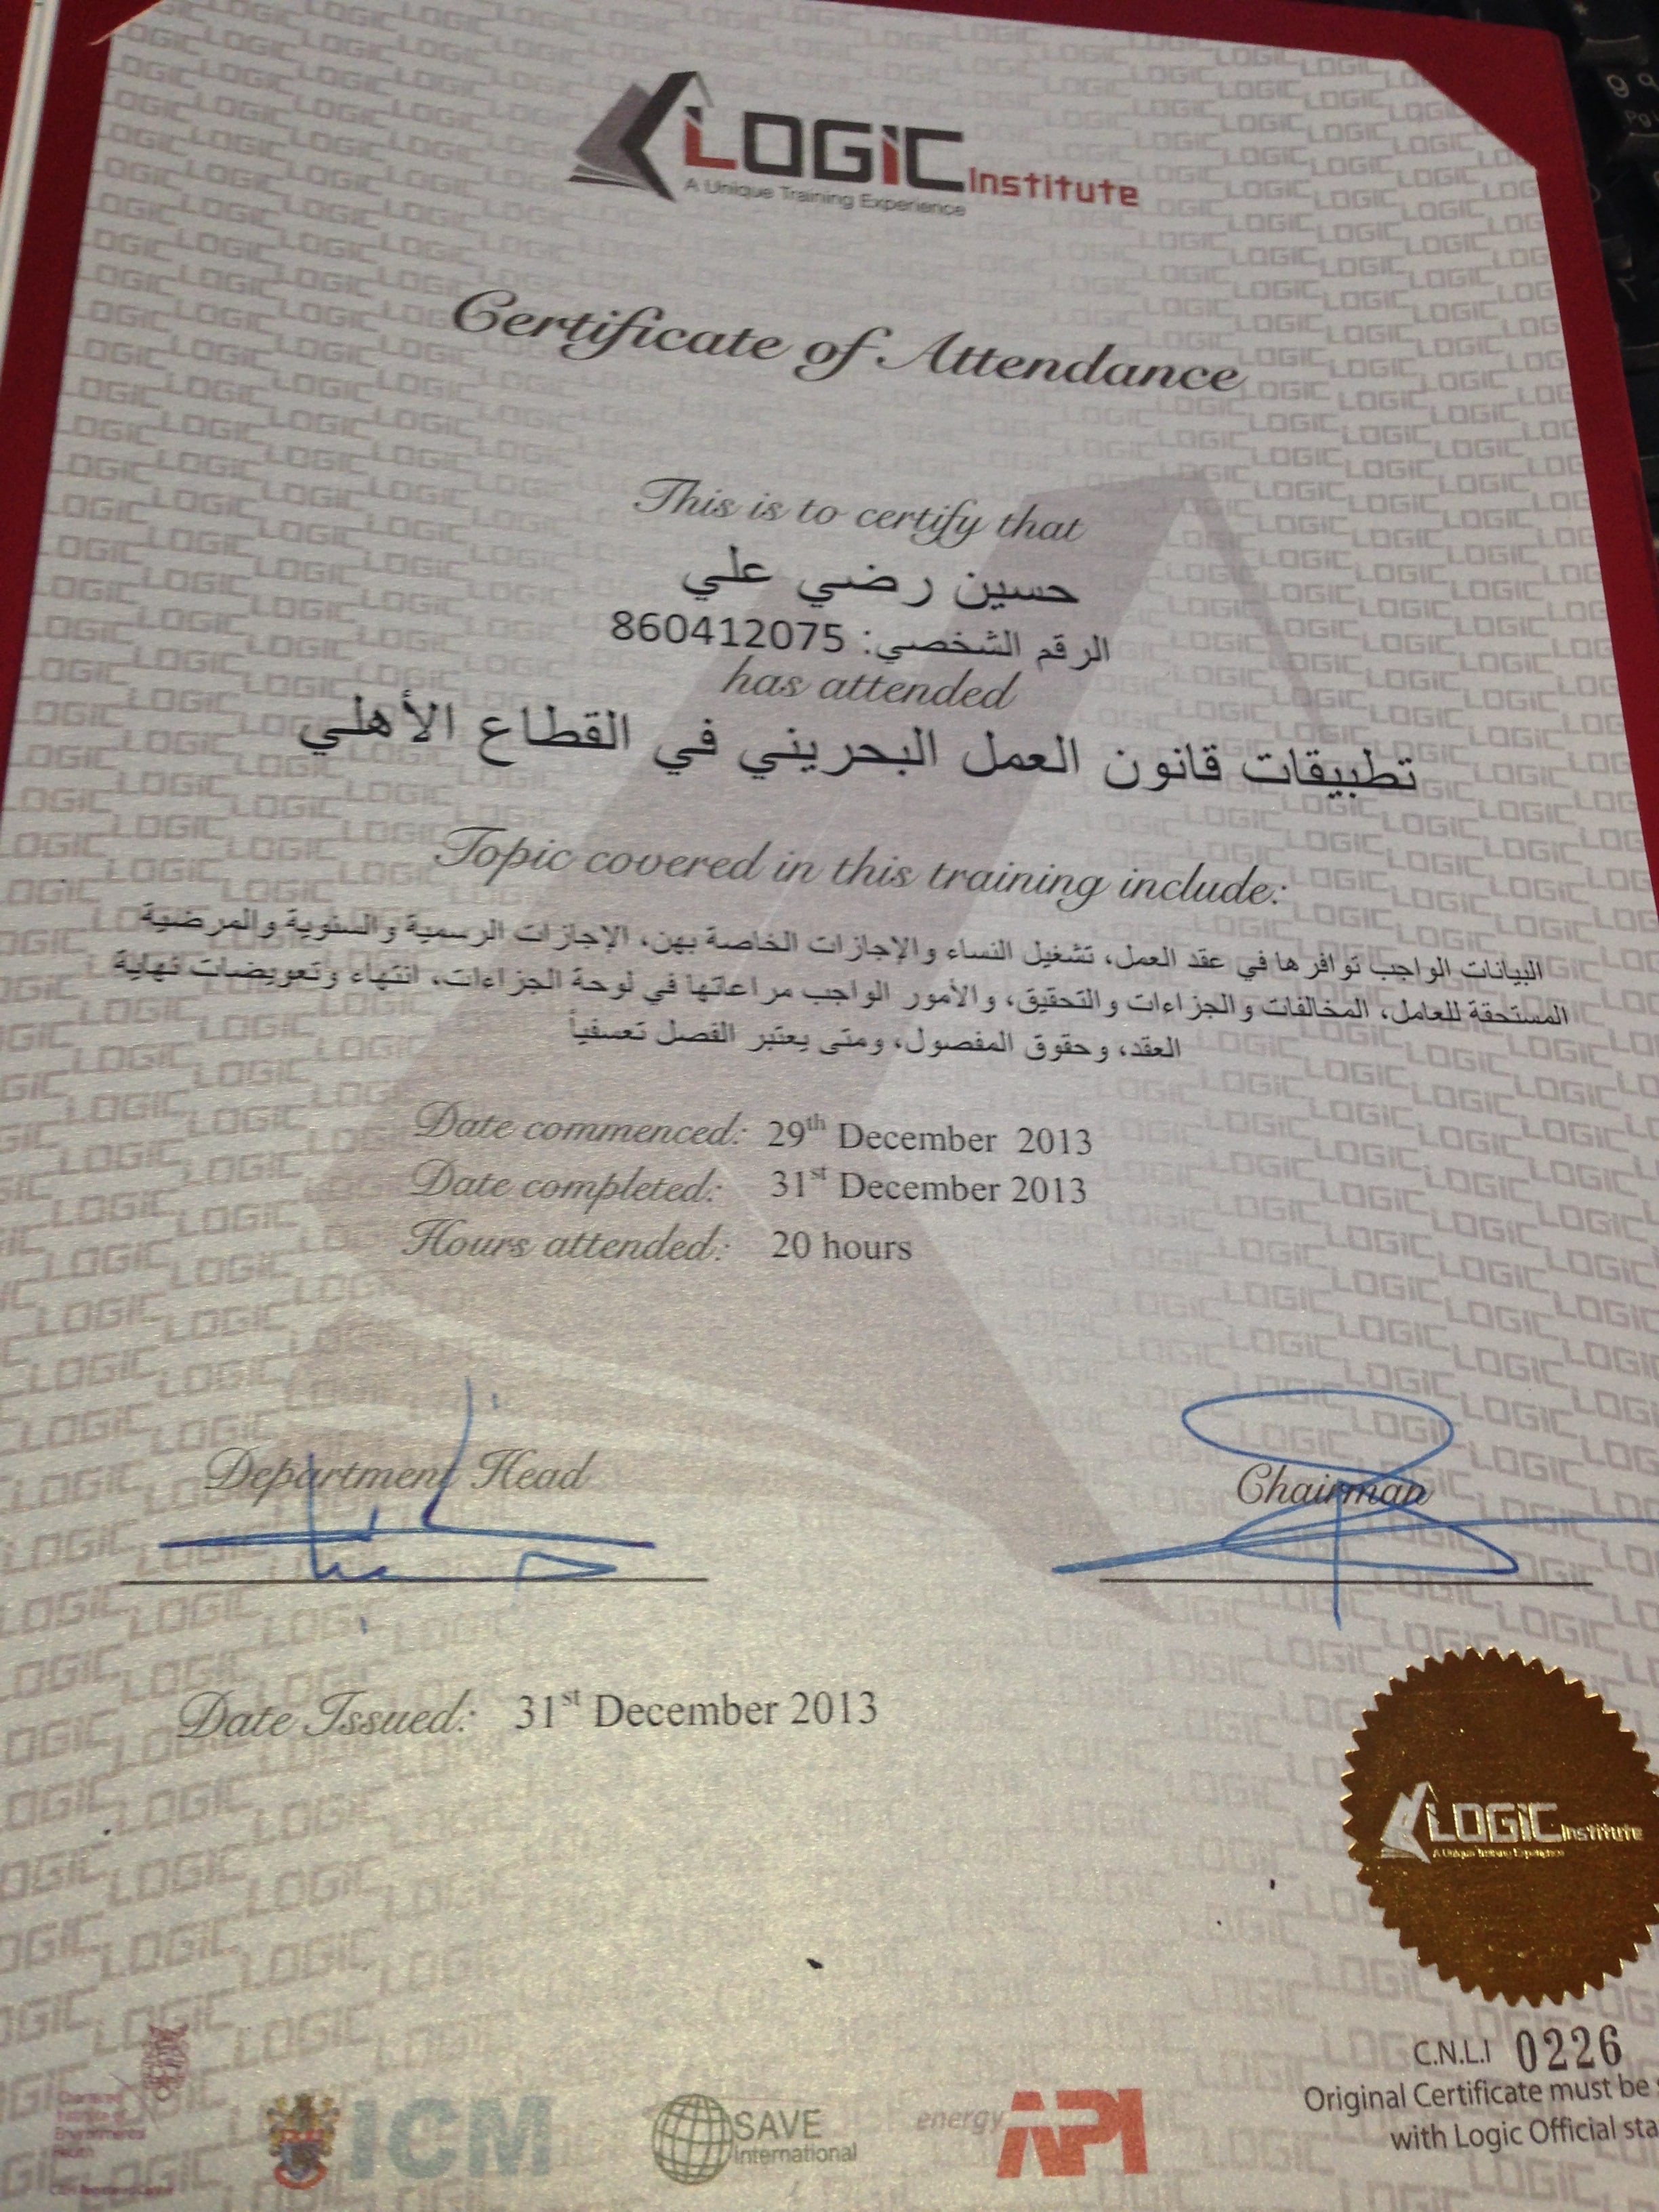 LOGiC Institute
A Unique Training Experience
Certificate of Attendance
This is to certify that
حسين رضي علي
الرقم الشخصي: 860412075
has attended
تطبيقات قانون العمل البحريني في القطاع الأهلي
Topic covered in this training include:
البيانات الواجب توافرها في عقد العمل، تشغيل النساء والإجازات الخاصة بهن، الإجازات الرسمية والسنوية والمرضية
المستحقة للعامل، المخالفات والجزاءات والتحقيق، والأمور الواجب مراعاتها في لوحة الجزاءات، انتهاء وتعويضات نهاية
العقد، وحقوق المفصول، ومتى يعتبر الفصل تعسفياً
Date commenced: 29th December 2013
Date completed: 31st December 2013
Hours attended: 20 hours
Department Head
Chairman
Date Issued: 31st December 2013
LOGiC Institute
A Unique Training Experience
C.N.L.I 0226
Original Certificate must be
with Logic Official
Chartered
Institute of
Environmental
Health
ICM
SAVE
International
energy API